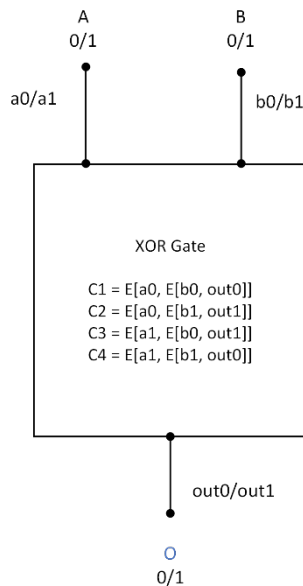 A B
0/1 0/1
a0/a1 b0/b1
XOR Gate
C1 = E[a0, E[b0, out0]]
C2 = E[a0, E[b1, out1]]
C3 = E[a1, E[b0, out1]]
C4 = E[a1, E[b1, out0]]
out0/out1
O
0/1